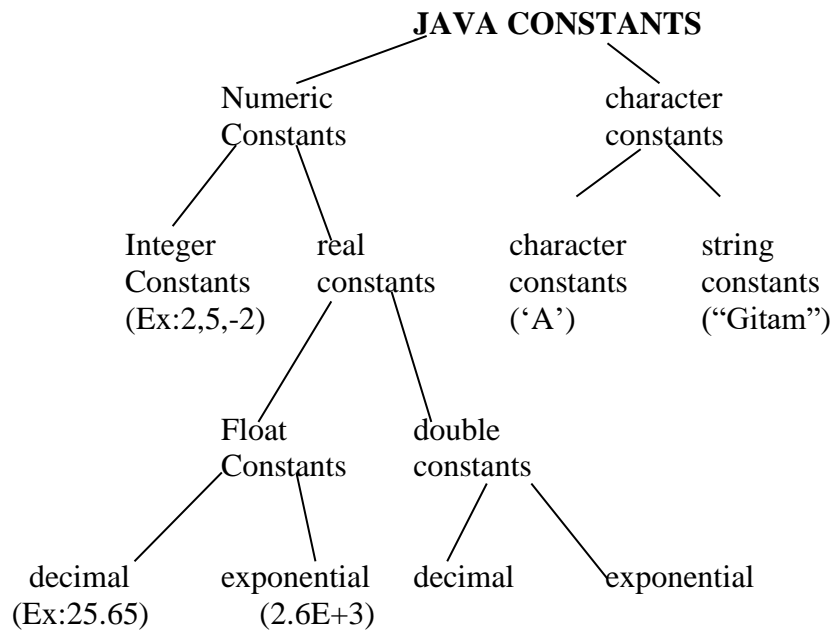 JAVA CONSTANTS
Numeric character
Constants constants
Integer real character string
Constants constants constants constants
(Ex:2,5,-2) (‘A’) (“Gitam”)
Float double
Constants constants
decimal exponential decimal exponential
(Ex:25.65) (2.6E+3)